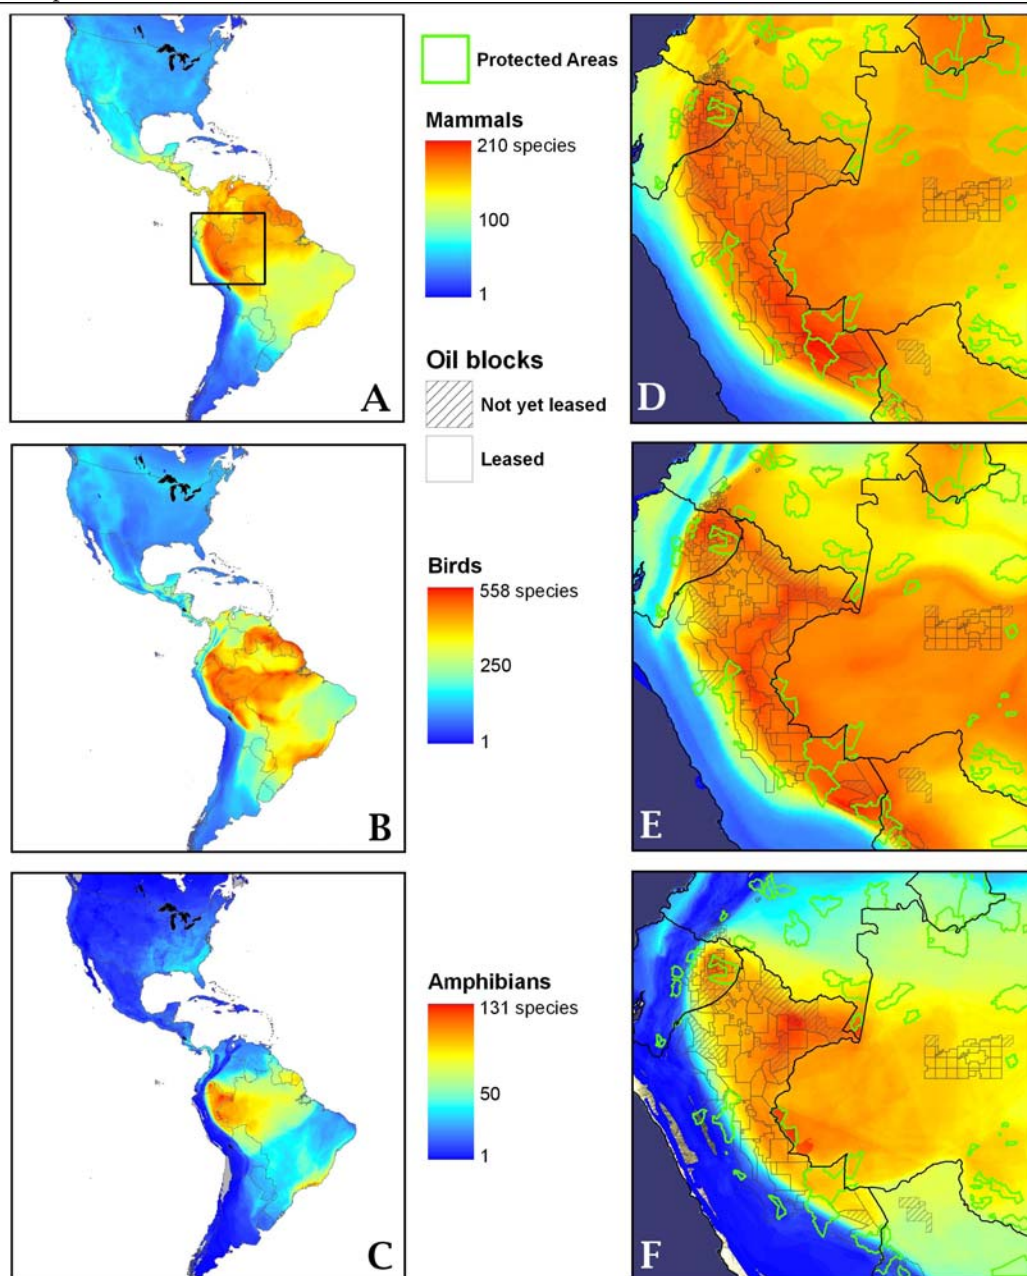 Protected Areas
Mammals
210 species
100
1
A
Oil blocks
Not yet leased
Leased
D
Birds
558 species
250
1
B
E
Amphibians
131 species
50
1
C
F